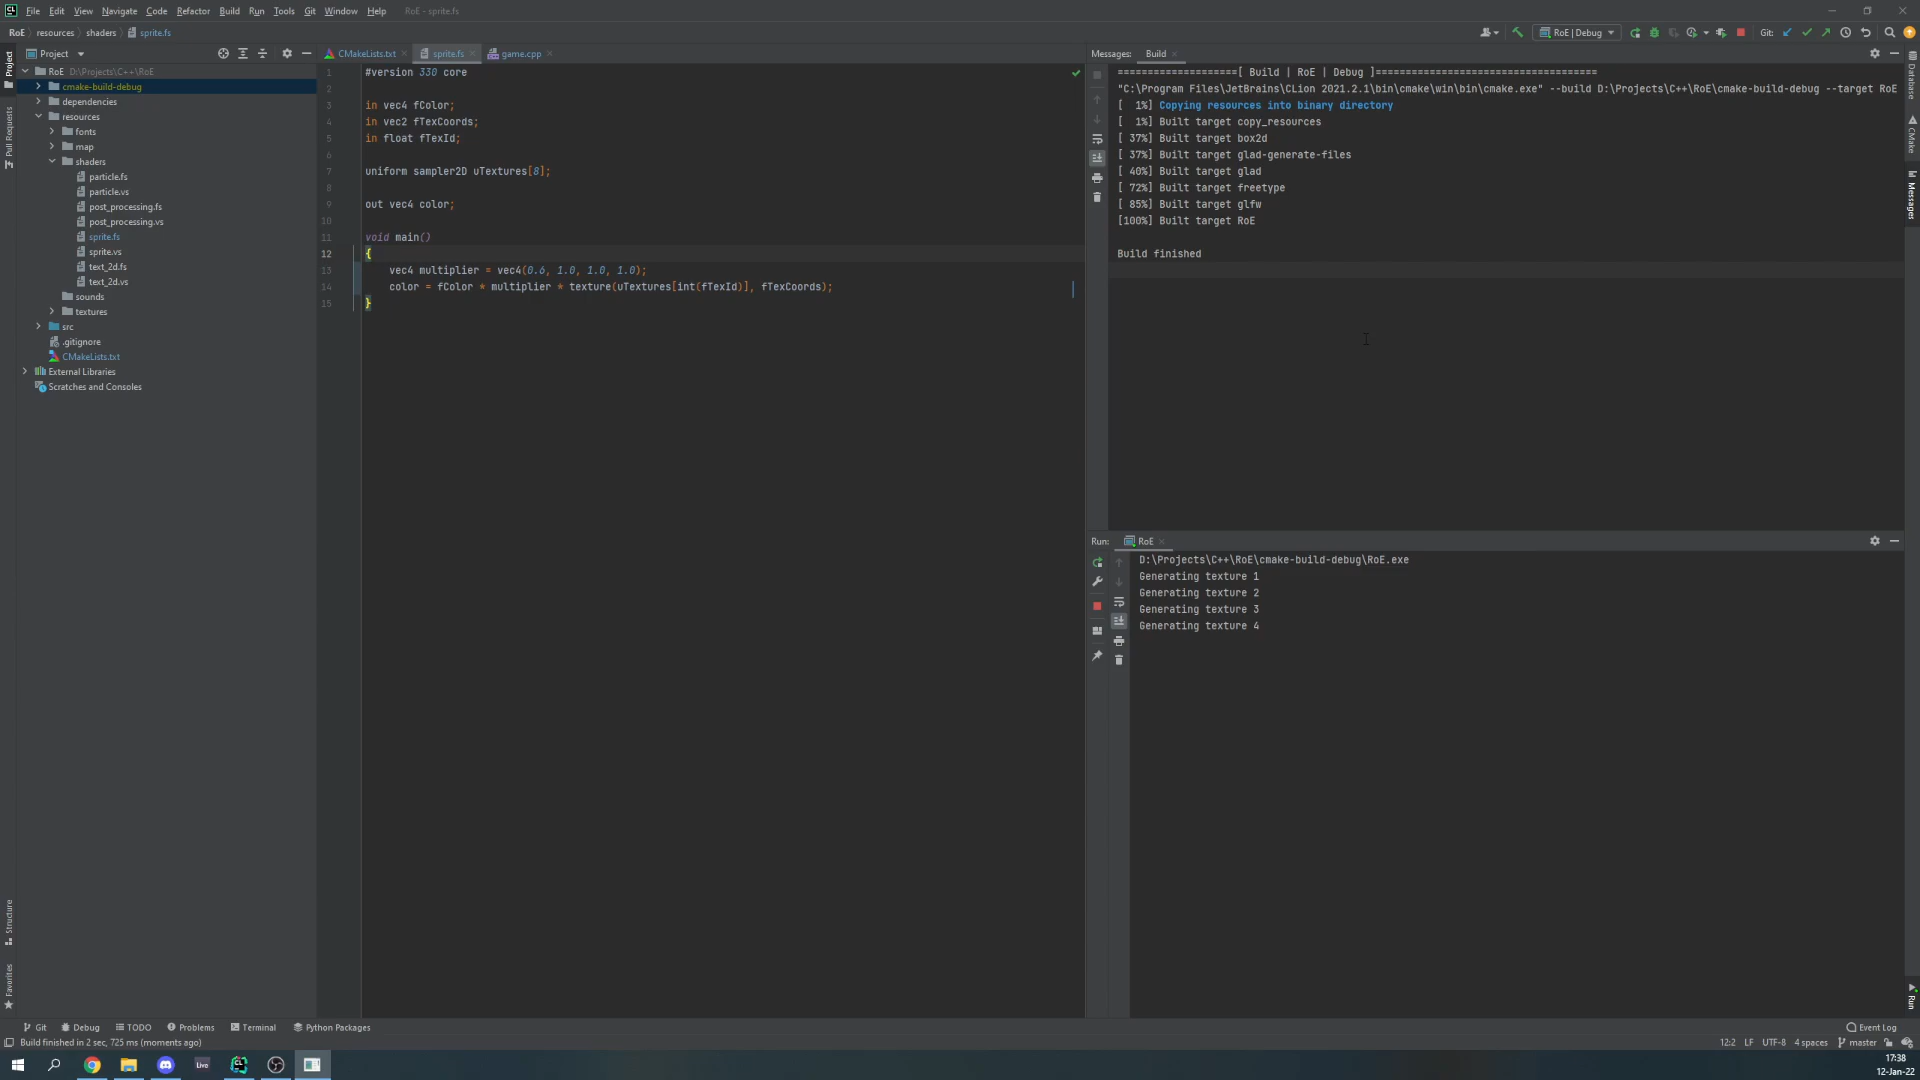 File Edit View Navigate Code Refactor Build Run Tools Git Window Help RoE - sprite.fs
RoE resources shaders sprite.fs
RoE | Debug
Git:
Project
RoE D:\Projects\C++\RoE
cmake-build-debug
dependencies
resources
fonts
map
shaders
particle.fs
particle.vs
post_processing.fs
post_processing.vs
sprite.fs
sprite.vs
text_2d.fs
text_2d.vs
sounds
textures
src
.gitignore
CMakeLists.txt
External Libraries
Scratches and Consoles
Project
Pull Requests
Structure
Favorites
CMakeLists.txt sprite.fs game.cpp
1 #version 330 core
2
3 in vec4 fColor;
4 in vec2 fTexCoords;
5 in float fTexId;
6
7 uniform sampler2D uTextures[8];
8
9 out vec4 color;
10
11 void main()
12 {
13 vec4 multiplier = vec4(0.6, 1.0, 1.0, 1.0);
14 color = fColor * multiplier * texture(uTextures[int(fTexId)], fTexCoords);
15 }
Messages: Build
====================[ Build | RoE | Debug ]=====================================
"C:\Program Files\JetBrains\CLion 2021.2.1\bin\cmake\win\bin\cmake.exe" --build D:\Projects\C++\RoE\cmake-build-debug --target RoE
[  1%] Copying resources into binary directory
[  1%] Built target copy_resources
[ 37%] Built target box2d
[ 37%] Built target glad-generate-files
[ 40%] Built target glad
[ 72%] Built target freetype
[ 85%] Built target glfw
[100%] Built target RoE
Build finished
Run: RoE
D:\Projects\C++\RoE\cmake-build-debug\RoE.exe
Generating texture 1
Generating texture 2
Generating texture 3
Generating texture 4
Database
CMake
Messages
Run
Git Debug TODO Problems Terminal Python Packages
Event Log
Build finished in 2 sec, 725 ms (moments ago)
12:2 LF UTF-8 4 spaces master
Live
17:38
12-Jan-22